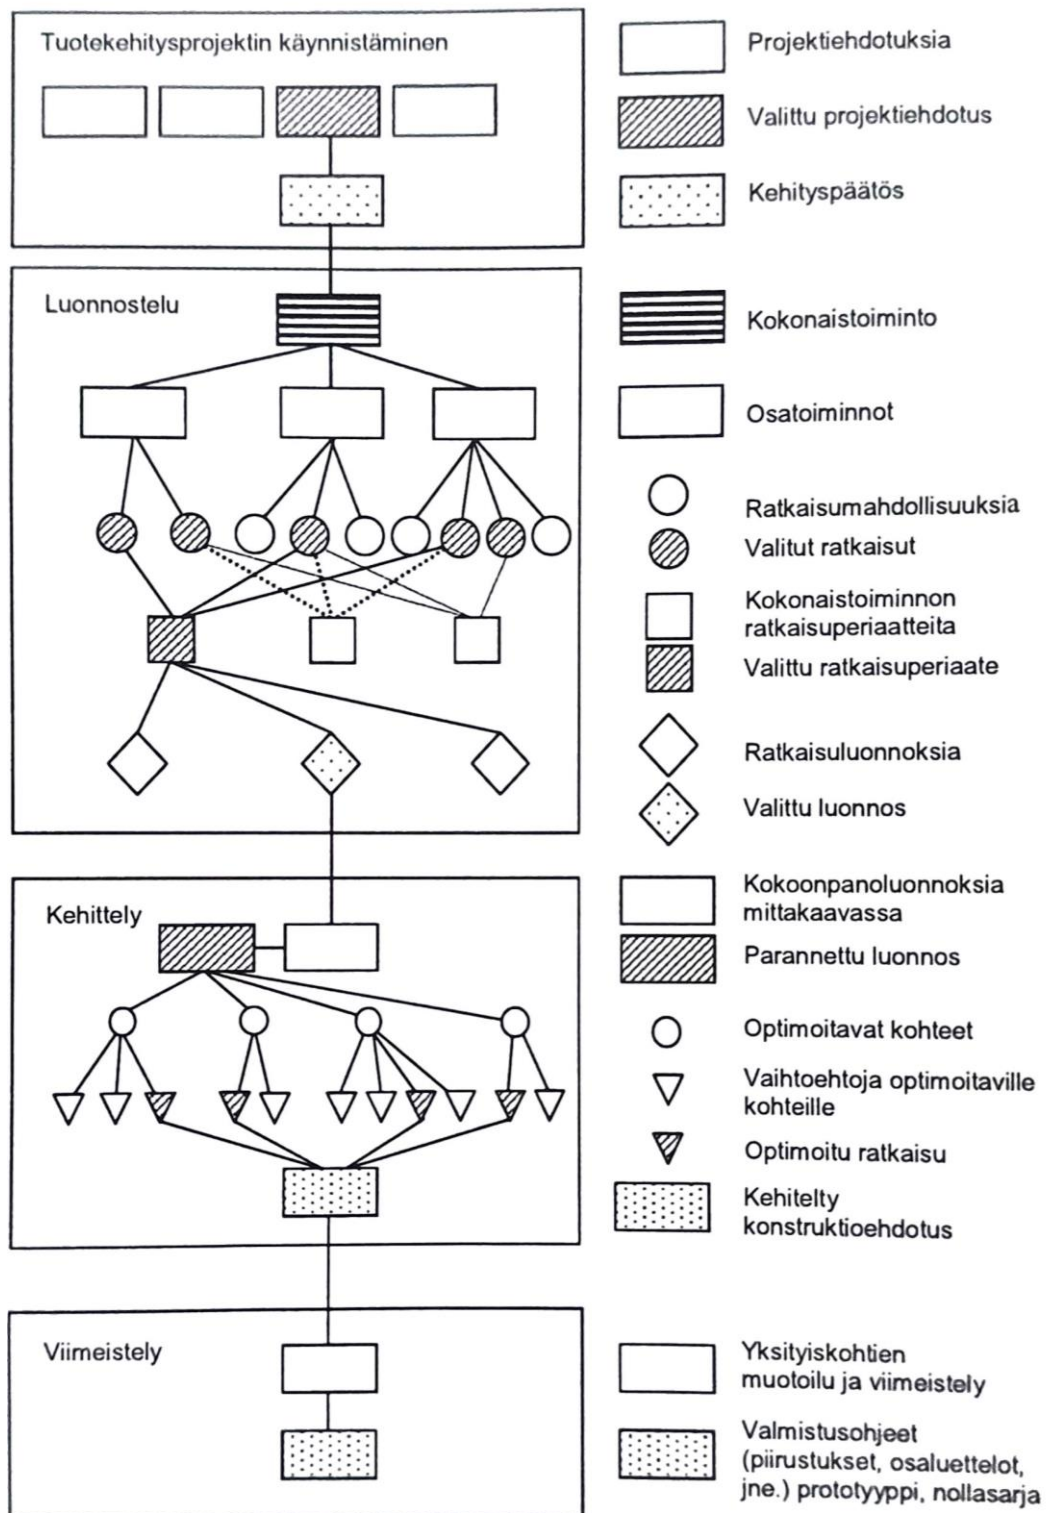 Tuotekehitysprojektin käynnistäminen
Projektiehdotuksia
Valittu projektiehdotus
Kehityspäätös
Luonnostelu
Kokonaistoiminto
Osatoiminnot
Ratkaisumahdollisuuksia
Valitut ratkaisut
Kokonaistoiminnon
ratkaisuperiaatteita
Valittu ratkaisuperiaate
Ratkaisuluonnoksia
Valittu luonnos
Kehittely
Kokoonpanoluonnoksia
mittakaavassa
Parannettu luonnos
Optimoitavat kohteet
Vaihtoehtoja optimoitaville
kohteille
Optimoitu ratkaisu
Kehitelty
konstruktioehdotus
Viimeistely
Yksityiskohtien
muotoilu ja viimeistely
Valmistusohjeet
(piirustukset, osaluettelot,
jne.) prototyyppi, nollasarja